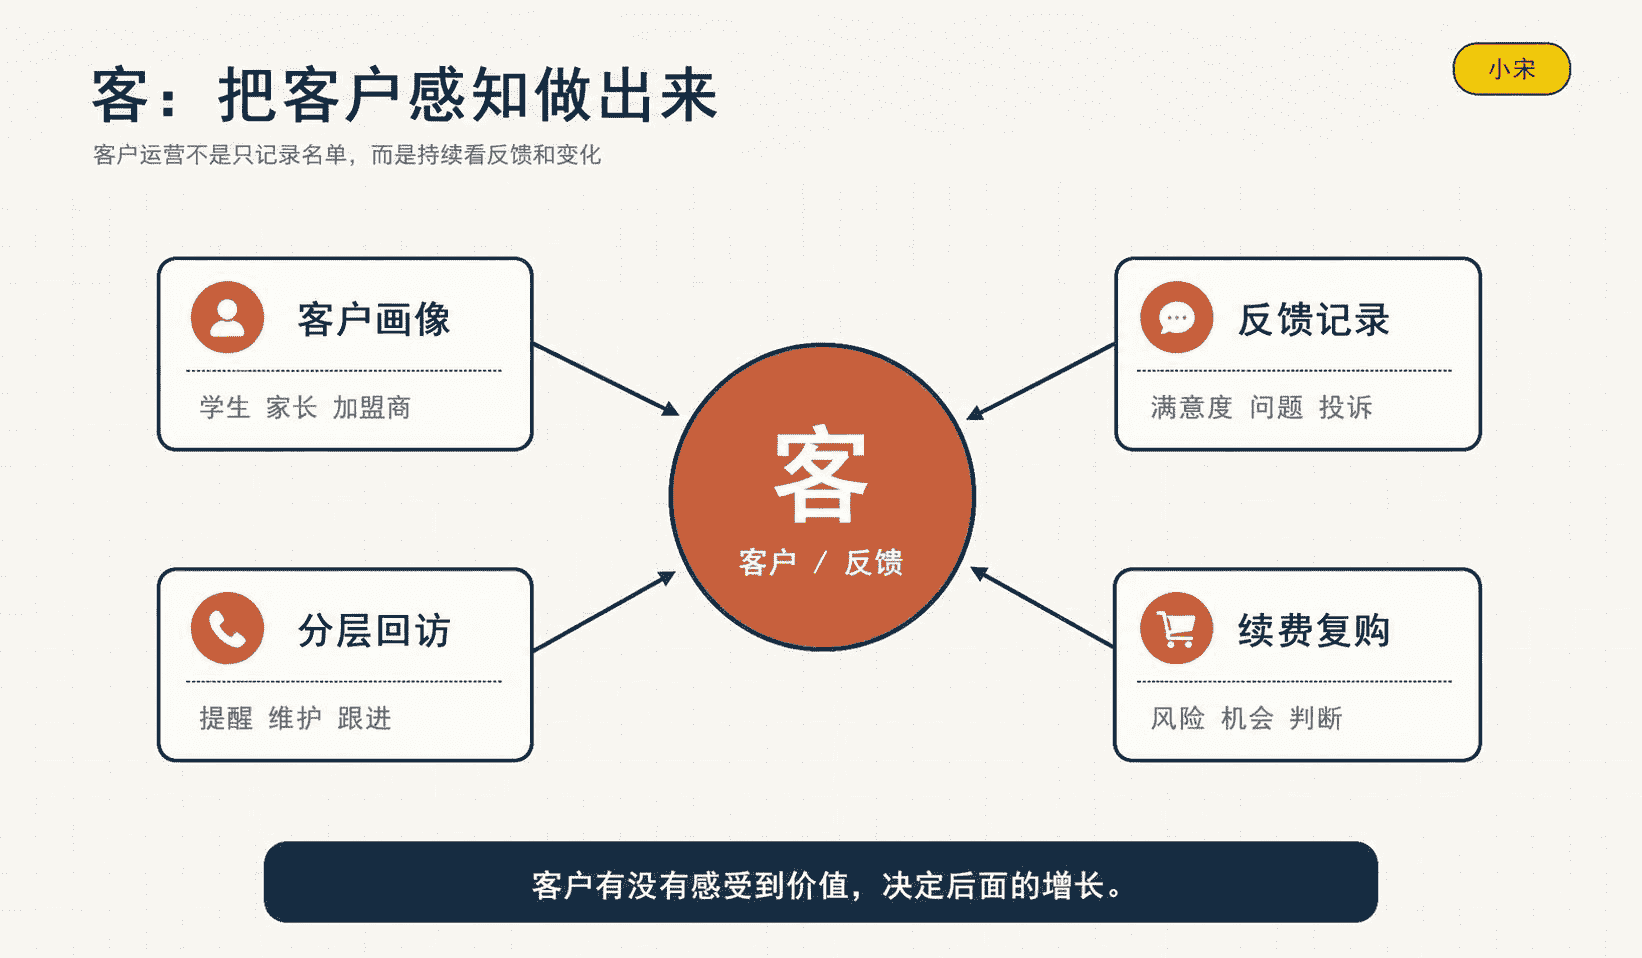 客：把客户感知做出来
小宋
客户运营不是只记录名单，而是持续看反馈和变化
客户画像
学生 家长 加盟商
反馈记录
满意度 问题 投诉
客
客户 / 反馈
分层回访
提醒 维护 跟进
续费复购
风险 机会 判断
客户有没有感受到价值，决定后面的增长。